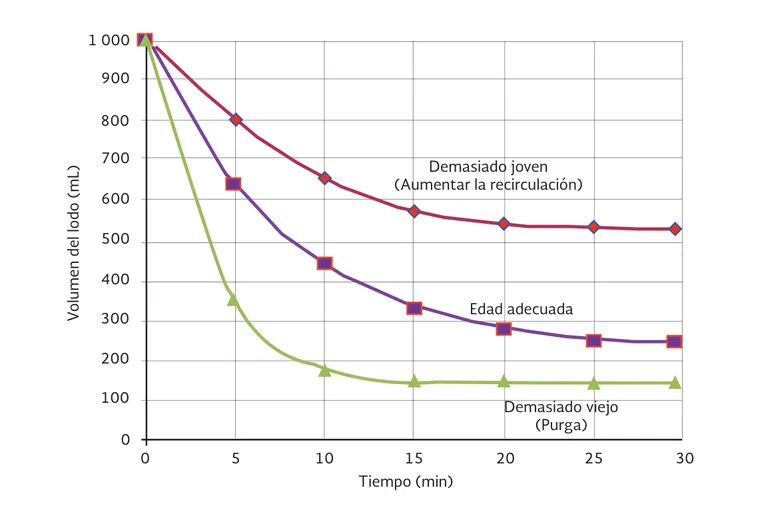 1 000
900
800
700
600
500
400
300
200
100
0
Volumen del lodo (mL)
Demasiado joven
(Aumentar la recirculación)
Edad adecuada
Demasiado viejo
(Purga)
0 5 10 15 20 25 30
Tiempo (min)